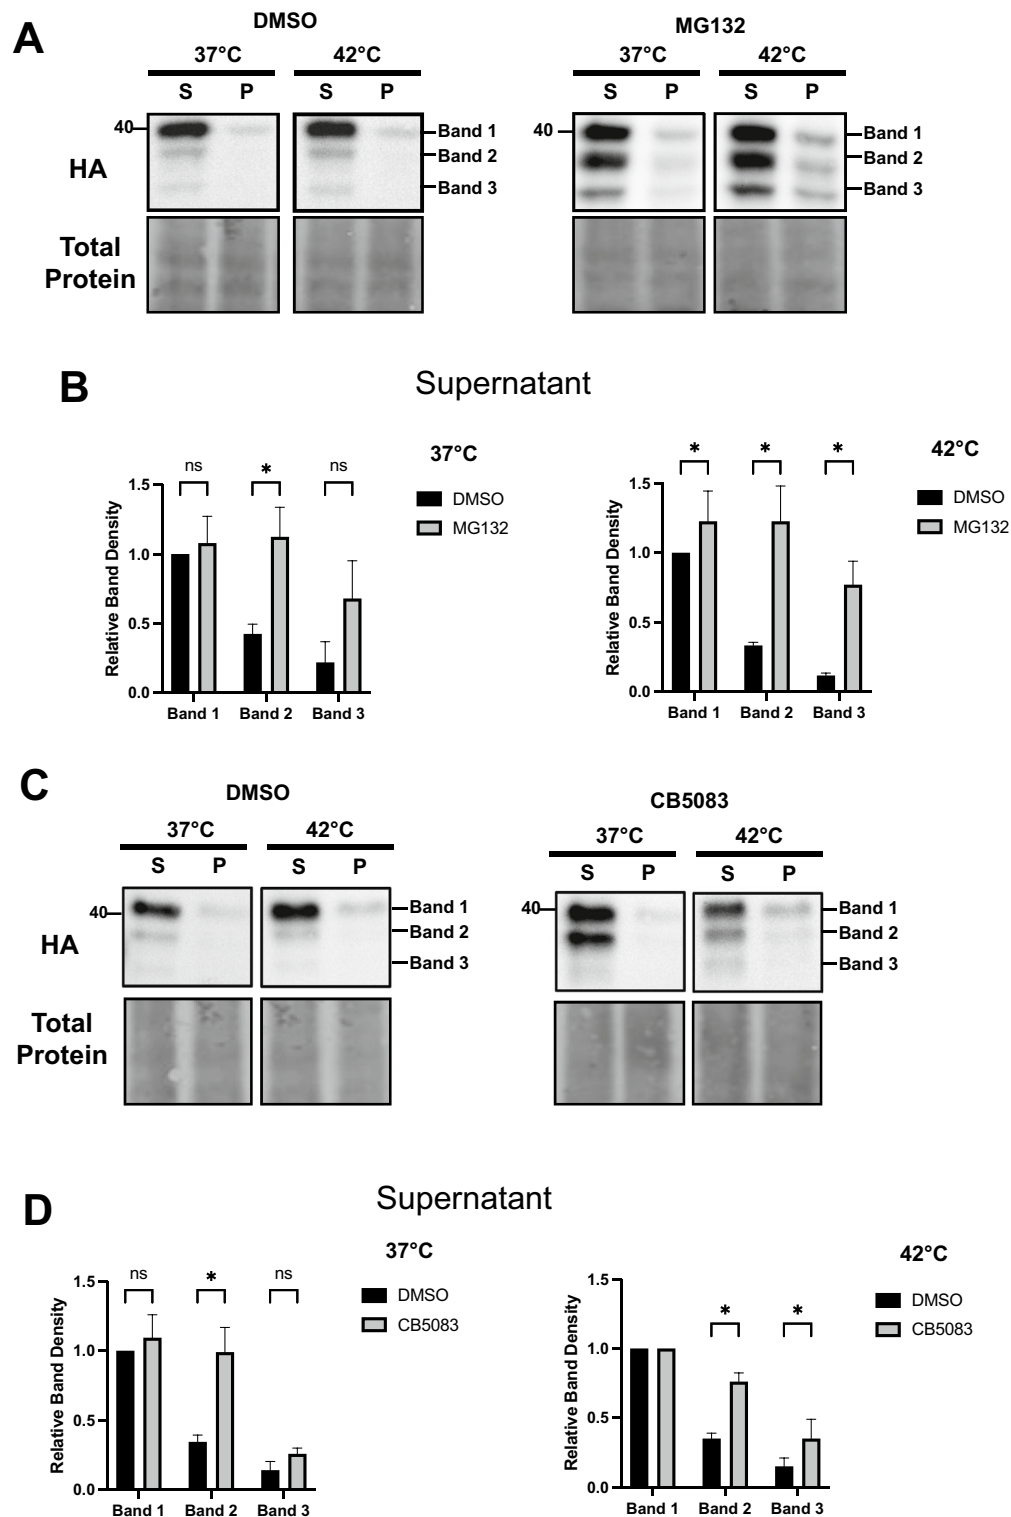 A
DMSO
MG132
37°C 42°C
37°C 42°C
S P S P
S P S P
40
Band 1
Band 2
Band 3
40
Band 1
Band 2
Band 3
HA
Total
Protein
B
Supernatant
37°C
DMSO
MG132
ns * ns
Relative Band Density
1.5
1.0
0.5
0.0
Band 1 Band 2 Band 3
42°C
DMSO
MG132
* * *
Relative Band Density
1.5
1.0
0.5
0.0
Band 1 Band 2 Band 3
C
DMSO
CB5083
37°C 42°C
37°C 42°C
S P S P
S P S P
40
Band 1
Band 2
Band 3
40
Band 1
Band 2
Band 3
HA
Total
Protein
D
Supernatant
37°C
DMSO
CB5083
ns * ns
Relative Band Density
1.5
1.0
0.5
0.0
Band 1 Band 2 Band 3
42°C
DMSO
CB5083
* *
Relative Band Density
1.5
1.0
0.5
0.0
Band 1 Band 2 Band 3